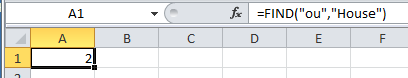 A1 fx =FIND("ou","House")
A B C D E F
1 2
2